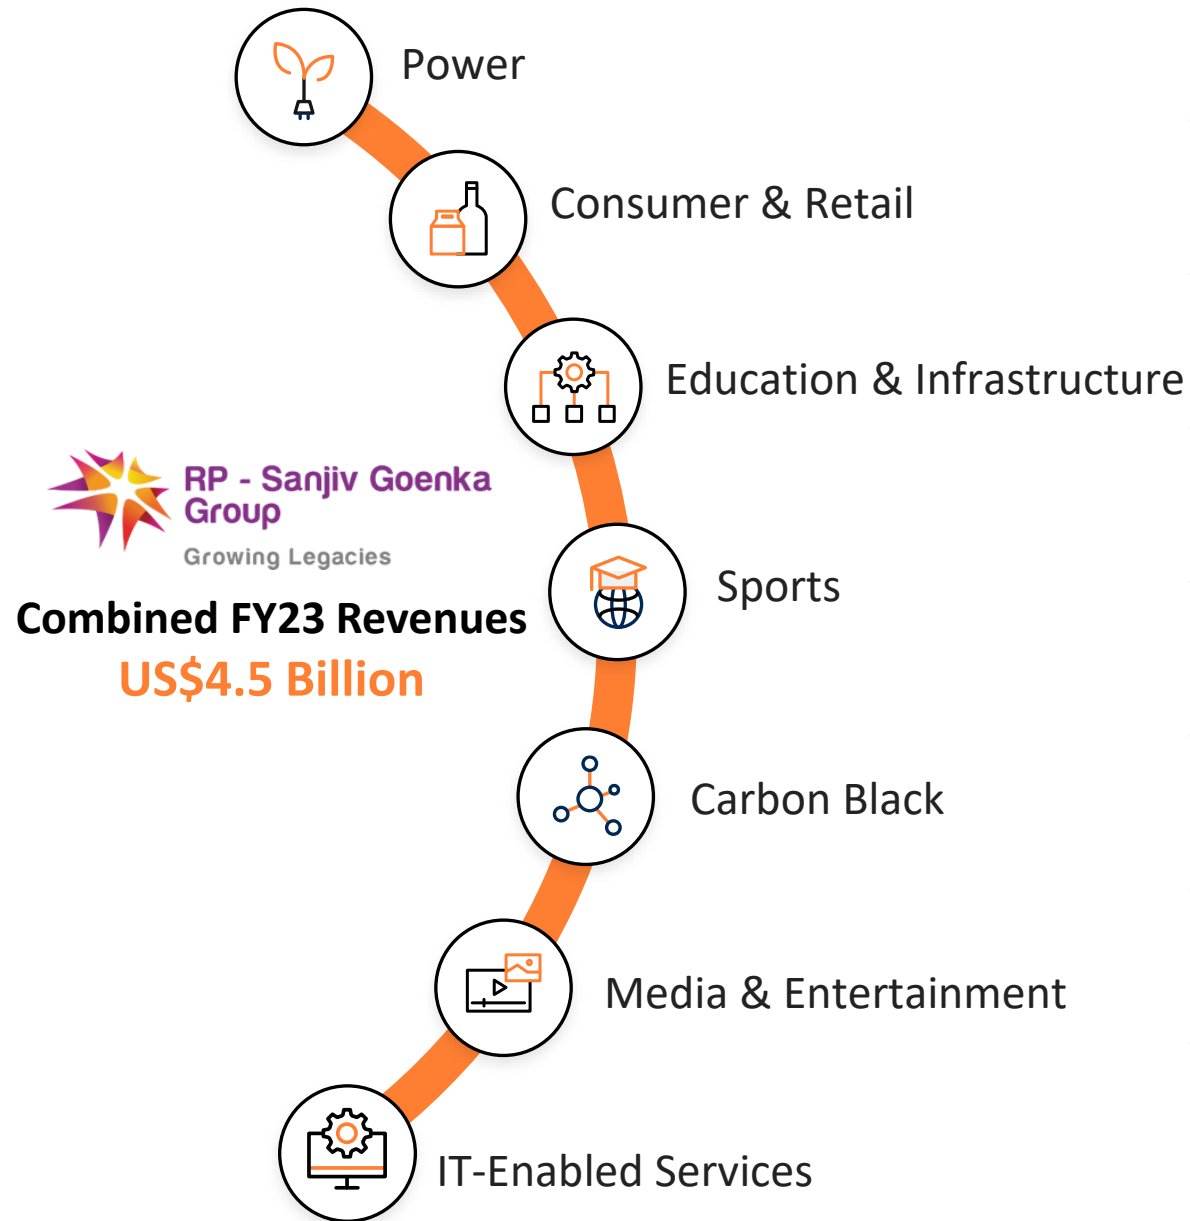 Power
Consumer & Retail
Education & Infrastructure
RP - Sanjiv Goenka
Group
Growing Legacies
Sports
Combined FY23 Revenues
US$4.5 Billion
Carbon Black
Media & Entertainment
IT-Enabled Services